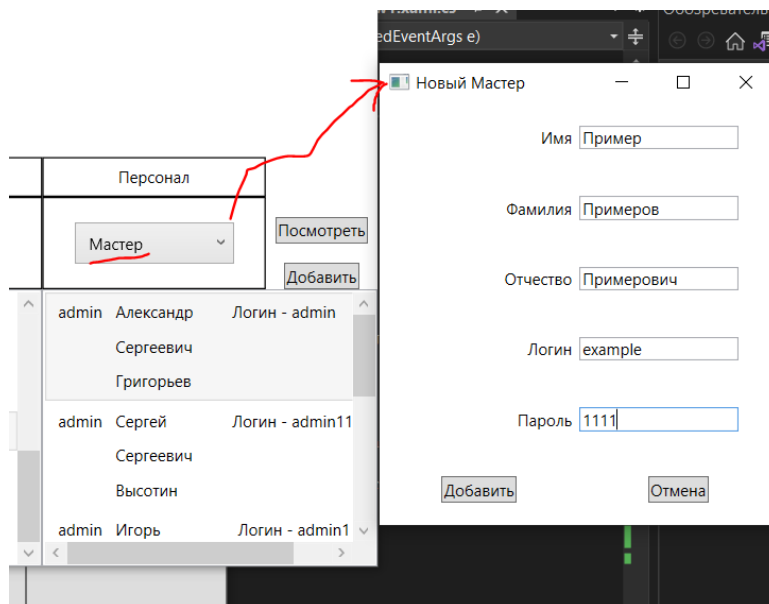 edEventArgs e)
Новый Мастер
Имя Пример
Фамилия Примеров
Отчество Примерович
Логин example
Пароль 1111
Добавить Отмена
Персонал
Мастер
Посмотреть
Добавить
admin Александр Логин - admin
Сергеевич
Григорьев
admin Сергей Логин - admin11
Сергеевич
Высотин
admin Игорь Логин - admin1